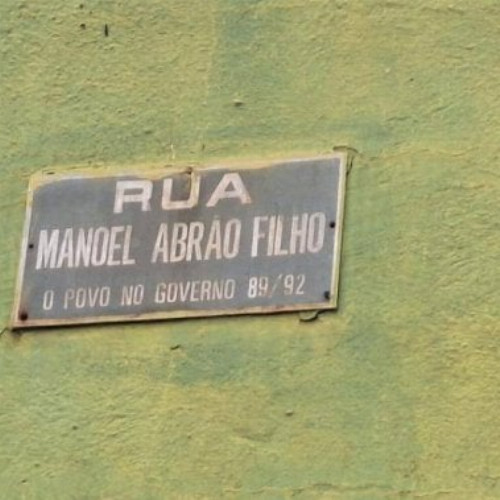 RUA
MANOEL ABRÃO FILHO
O POVO NO GOVERNO 89/92